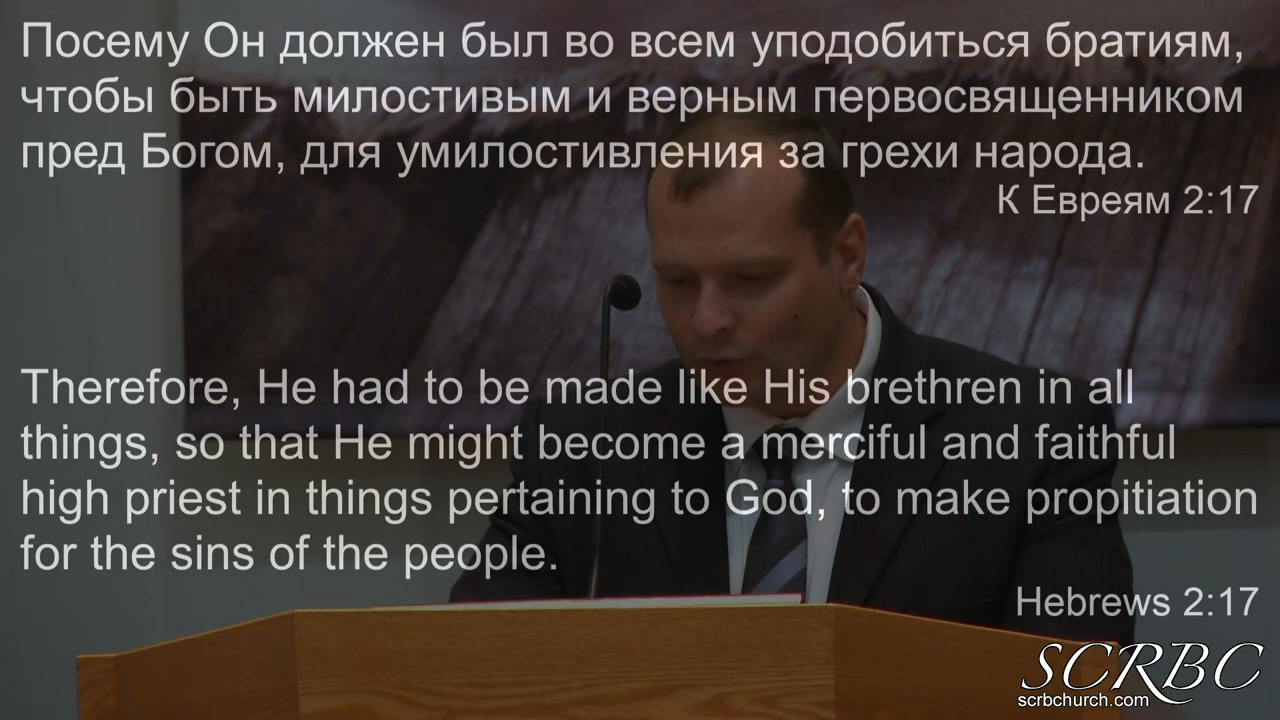 Посему Он должен был во всем уподобиться братиям,
чтобы быть милостивым и верным первосвященником
пред Богом, для умилостивления за грехи народа.
К Евреям 2:17
Therefore, He had to be made like His brethren in all
things, so that He might become a merciful and faithful
high priest in things pertaining to God, to make propitiation
for the sins of the people.
Hebrews 2:17
SCRBC
scrbchurch.com